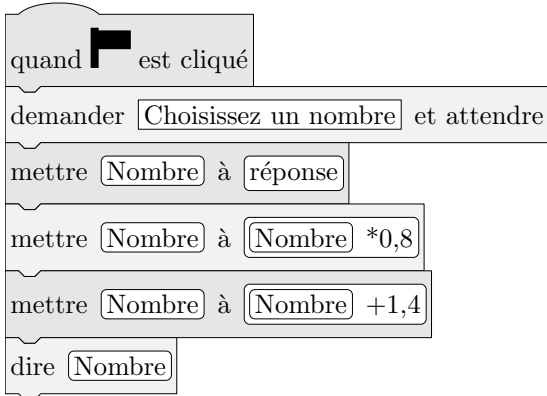 quand est cliqué
demander Choisissez un nombre et attendre
mettre Nombre à réponse
mettre Nombre à Nombre *0,8
mettre Nombre à Nombre +1,4
dire Nombre